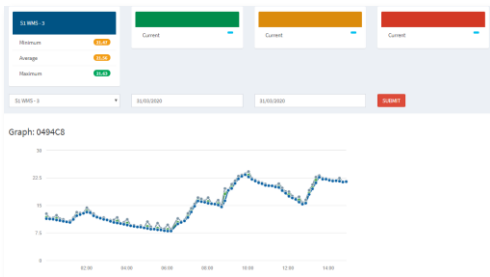 S1 WMS - 3
Minimum
Average
Maximum
Current
Current
Current
S1 WMS - 3
31/03/2020
31/03/2020
SUBMIT
Graph: 0494C8
30
22.5
15
7.5
0
02:00 04:00 06:00 08:00 10:00 12:00 14:00